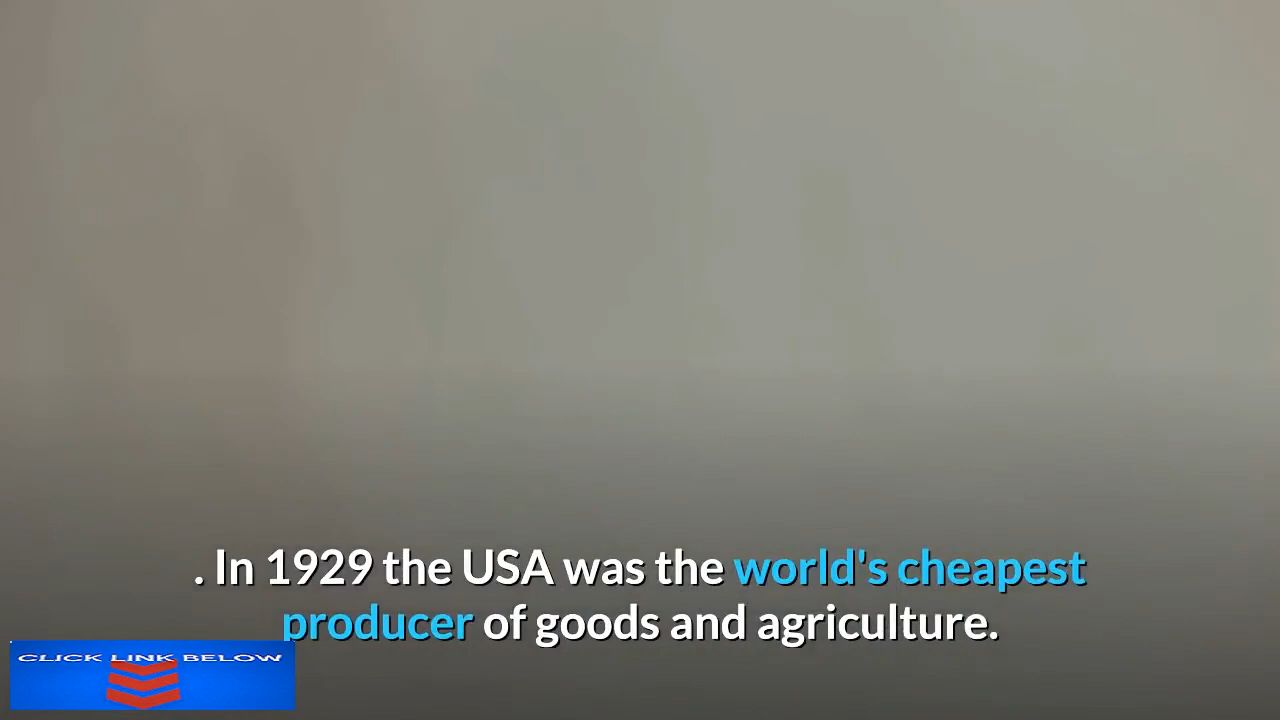 . In 1929 the USA was the world's cheapest
producer of goods and agriculture.
CLICK LINK BELOW